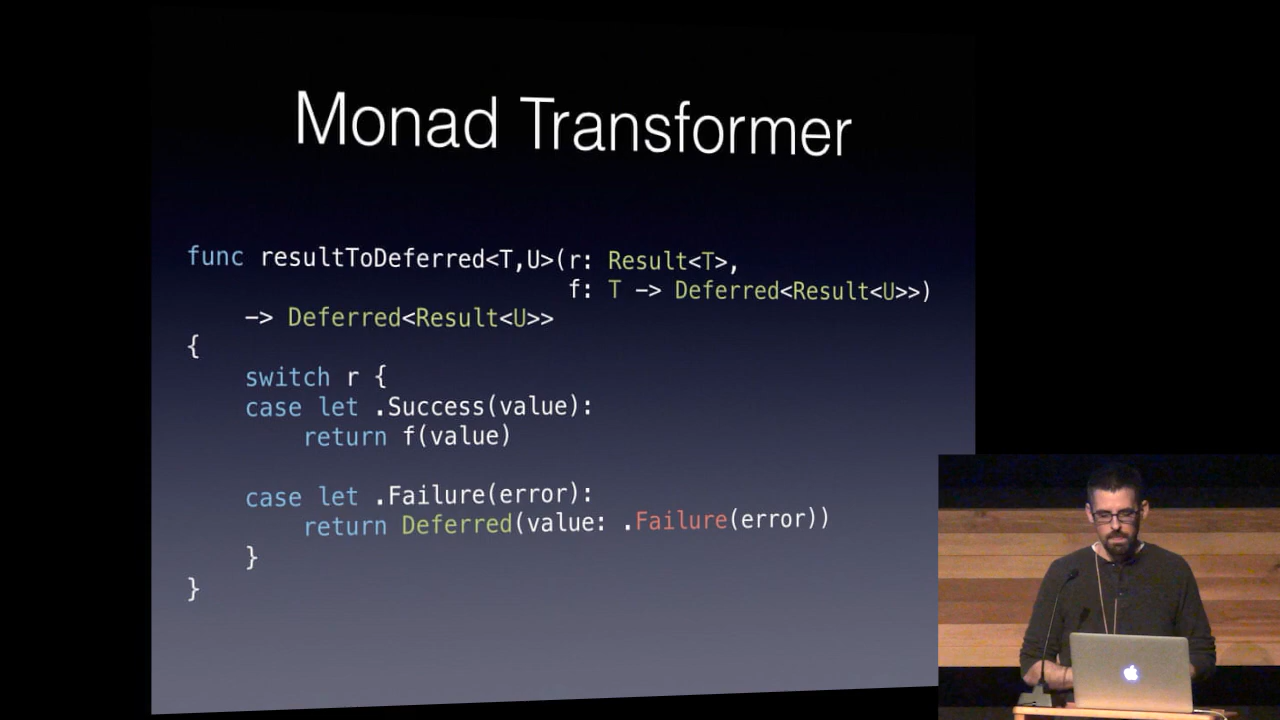 Monad Transformer
func resultToDeferred<T,U>(r: Result<T>,
f: T -> Deferred<Result<U>>)
-> Deferred<Result<U>>
{
switch r {
case let .Success(value):
return f(value)
case let .Failure(error):
return Deferred(value: .Failure(error))
}
}